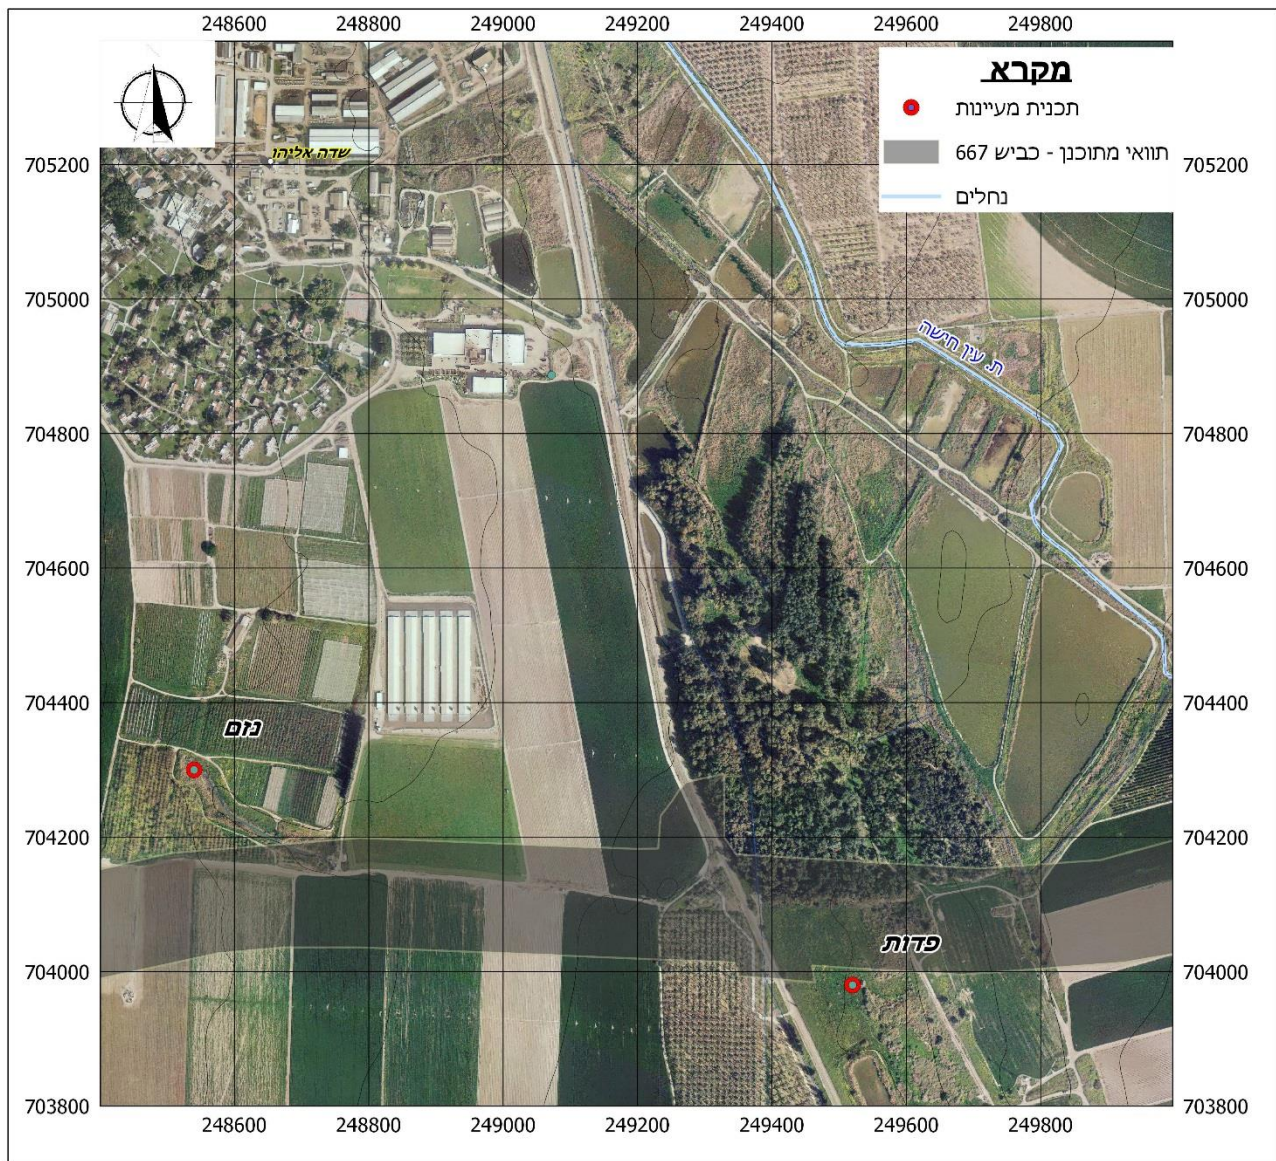 248600 248800 249000 249200 249400 249600 249800
מקרא
תכנית מעיינות
תוואי מתוכנן - כביש 667
נחלים
שדה אליהו
705200 705200
705000 705000
ת. עין חישה
704800 704800
704600 704600
704400 704400
נזם
704200 704200
פדות
704000 704000
703800 703800
248600 248800 249000 249200 249400 249600 249800